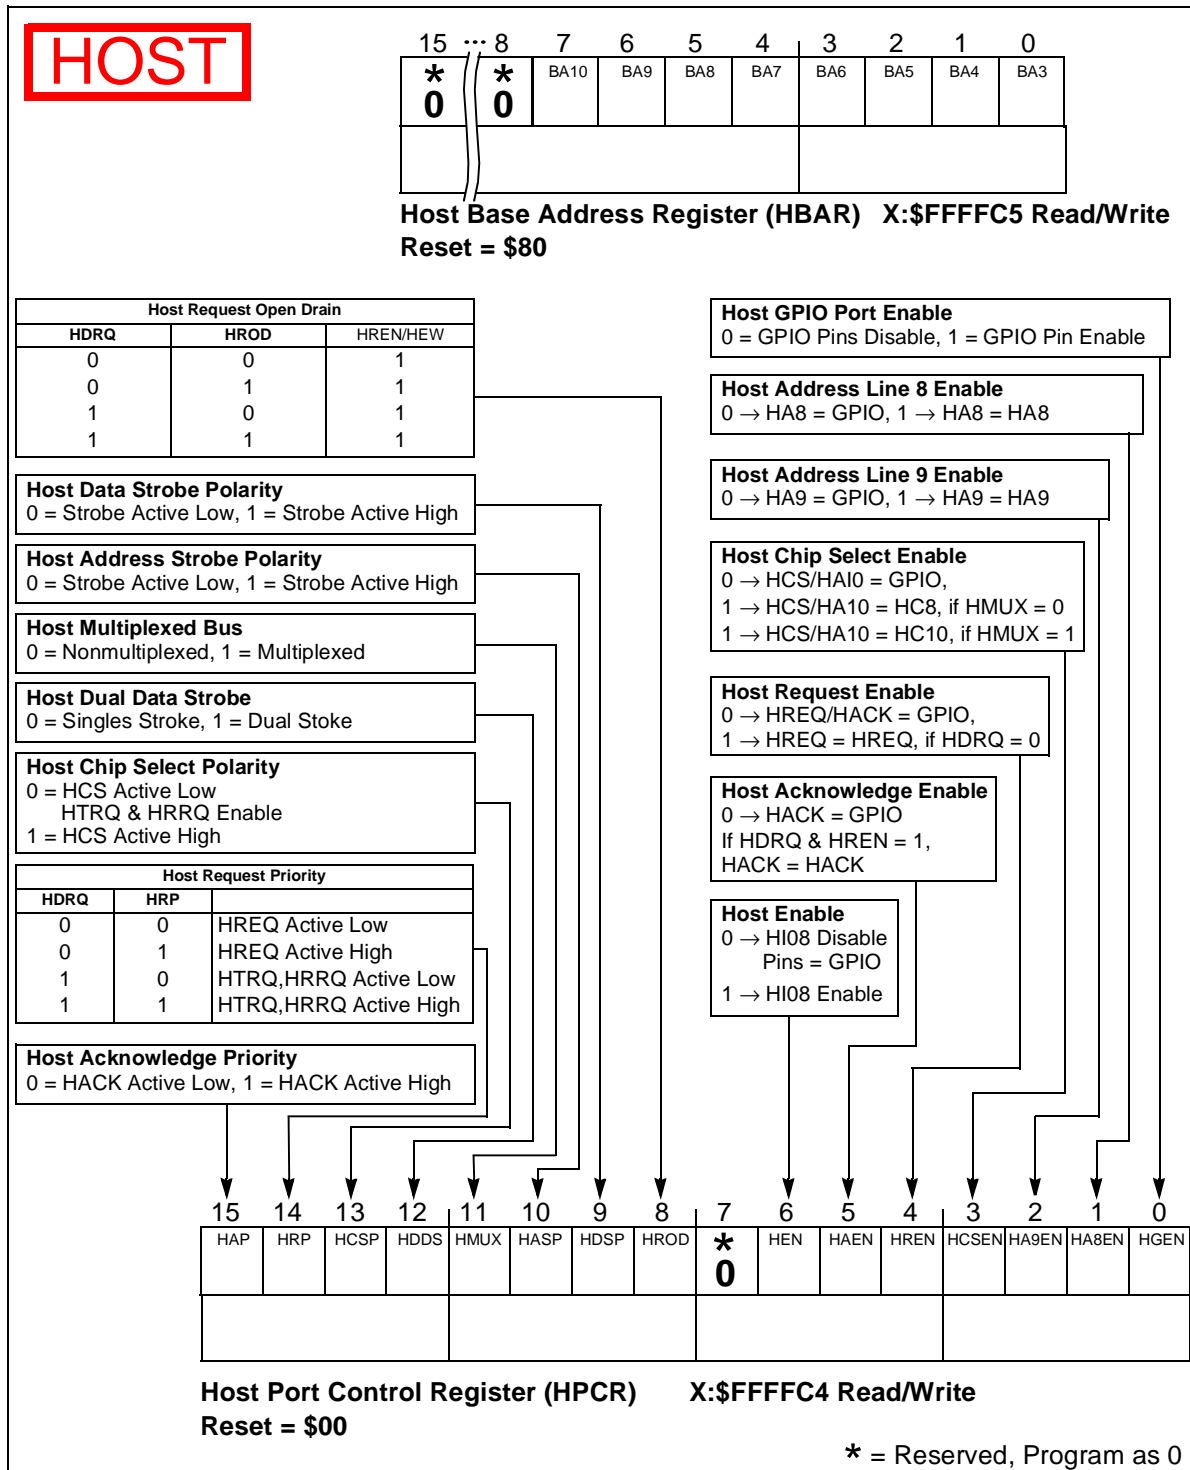 HOST
15 ··· 8 7 6 5 4 3 2 1 0
* * BA10 BA9 BA8 BA7 BA6 BA5 BA4 BA3
0 0
Host Base Address Register (HBAR) X:$FFFFC5 Read/Write
Reset = $80
Host Request Open Drain
HDRQ HROD HREN/HEW
0 0 1
0 1 1
1 0 1
1 1 1
Host Data Strobe Polarity
0 = Strobe Active Low, 1 = Strobe Active High
Host Address Strobe Polarity
0 = Strobe Active Low, 1 = Strobe Active High
Host Multiplexed Bus
0 = Nonmultiplexed, 1 = Multiplexed
Host Dual Data Strobe
0 = Singles Stroke, 1 = Dual Stoke
Host Chip Select Polarity
0 = HCS Active Low
HTRQ & HRRQ Enable
1 = HCS Active High
Host Request Priority
HDRQ HRP
0 0 HREQ Active Low
0 1 HREQ Active High
1 0 HTRQ,HRRQ Active Low
1 1 HTRQ,HRRQ Active High
Host Acknowledge Priority
0 = HACK Active Low, 1 = HACK Active High
Host GPIO Port Enable
0 = GPIO Pins Disable, 1 = GPIO Pin Enable
Host Address Line 8 Enable
0 → HA8 = GPIO, 1 → HA8 = HA8
Host Address Line 9 Enable
0 → HA9 = GPIO, 1 → HA9 = HA9
Host Chip Select Enable
0 → HCS/HAI0 = GPIO,
1 → HCS/HA10 = HC8, if HMUX = 0
1 → HCS/HA10 = HC10, if HMUX = 1
Host Request Enable
0 → HREQ/HACK = GPIO,
1 → HREQ = HREQ, if HDRQ = 0
Host Acknowledge Enable
0 → HACK = GPIO
If HDRQ & HREN = 1,
HACK = HACK
Host Enable
0 → HI08 Disable
Pins = GPIO
1 → HI08 Enable
15 14 13 12 11 10 9 8 7 6 5 4 3 2 1 0
HAP HRP HCSP HDDS HMUX HASP HDSP HROD * HEN HAEN HREN HCSEN HA9EN HA8EN HGEN
0
Host Port Control Register (HPCR) X:$FFFFC4 Read/Write
Reset = $00
* = Reserved, Program as 0